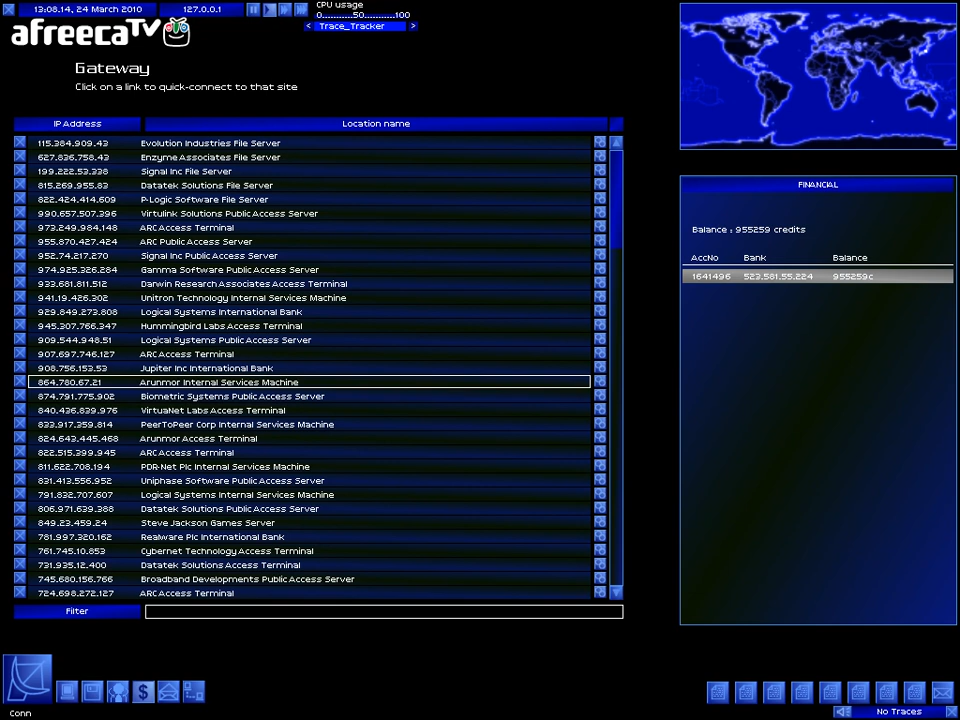 13:08.14, 24 March 2010
127.0.0.1
CPU usage
0..........50..........100
< Trace_Tracker >
afreecaTV
Gateway
Click on a link to quick-connect to that site
IP Address Location name
115.384.909.43 Evolution Industries File Server
627.836.758.43 Enzyme Associates File Server
199.222.53.338 Signal Inc File Server
815.269.955.83 Datatek Solutions File Server
822.424.414.609 P-Logic Software File Server
990.657.507.396 Virtulink Solutions Public Access Server
973.249.984.148 ARC Access Terminal
955.870.427.424 ARC Public Access Server
952.74.217.270 Signal Inc Public Access Server
974.925.326.284 Gamma Software Public Access Server
933.681.811.512 Darwin Research Associates Access Terminal
941.19.426.302 Unitron Technology Internal Services Machine
929.849.273.808 Logical Systems International Bank
945.307.766.347 Hummingbird Labs Access Terminal
909.544.948.51 Logical Systems Public Access Server
907.697.746.127 ARC Access Terminal
908.756.153.53 Jupiter Inc International Bank
864.780.67.21 Arunmor Internal Services Machine
874.791.775.902 Biometric Systems Public Access Server
840.436.839.976 VirtuaNet Labs Access Terminal
833.917.359.814 PeerToPeer Corp Internal Services Machine
824.643.445.468 Arunmor Access Terminal
822.515.399.945 ARC Access Terminal
811.622.708.194 PDR-Net Plc Internal Services Machine
831.413.556.952 Uniphase Software Public Access Server
791.832.707.607 Logical Systems Internal Services Machine
806.971.639.388 Datatek Solutions Public Access Server
849.23.459.24 Steve Jackson Games Server
781.997.320.162 Realware Plc International Bank
761.745.10.853 Cybernet Technology Access Terminal
731.935.12.400 Datatek Solutions Access Terminal
745.680.156.766 Broadband Developments Public Access Server
724.698.272.127 ARC Access Terminal
Filter
FINANCIAL
Balance : 955259 credits
AccNo Bank Balance
1641496 523.581.55.224 955259c
Conn
No Traces